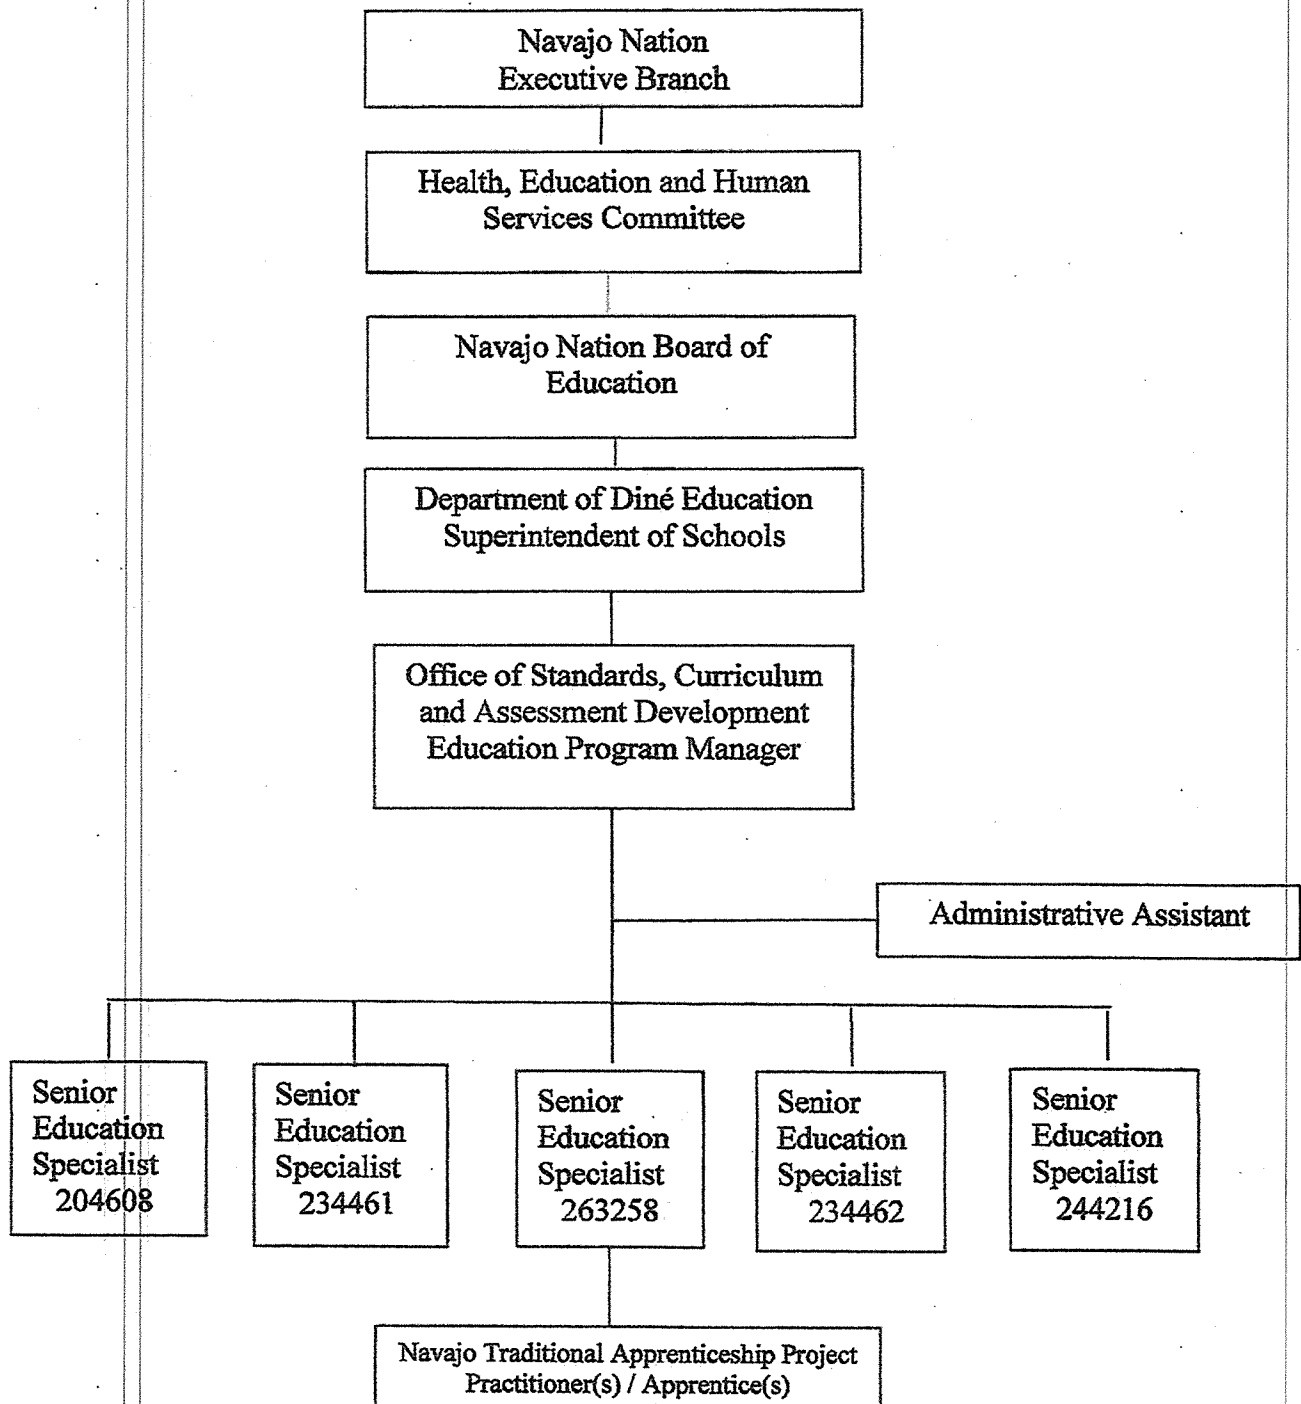 Navajo Nation
Executive Branch
Health, Education and Human
Services Committee
Navajo Nation Board of
Education
Department of Diné Education
Superintendent of Schools
Office of Standards, Curriculum
and Assessment Development
Education Program Manager
Administrative Assistant
Senior
Education
Specialist
204608
Senior
Education
Specialist
234461
Senior
Education
Specialist
263258
Senior
Education
Specialist
234462
Senior
Education
Specialist
244216
Navajo Traditional Apprenticeship Project
Practitioner(s) / Apprentice(s)